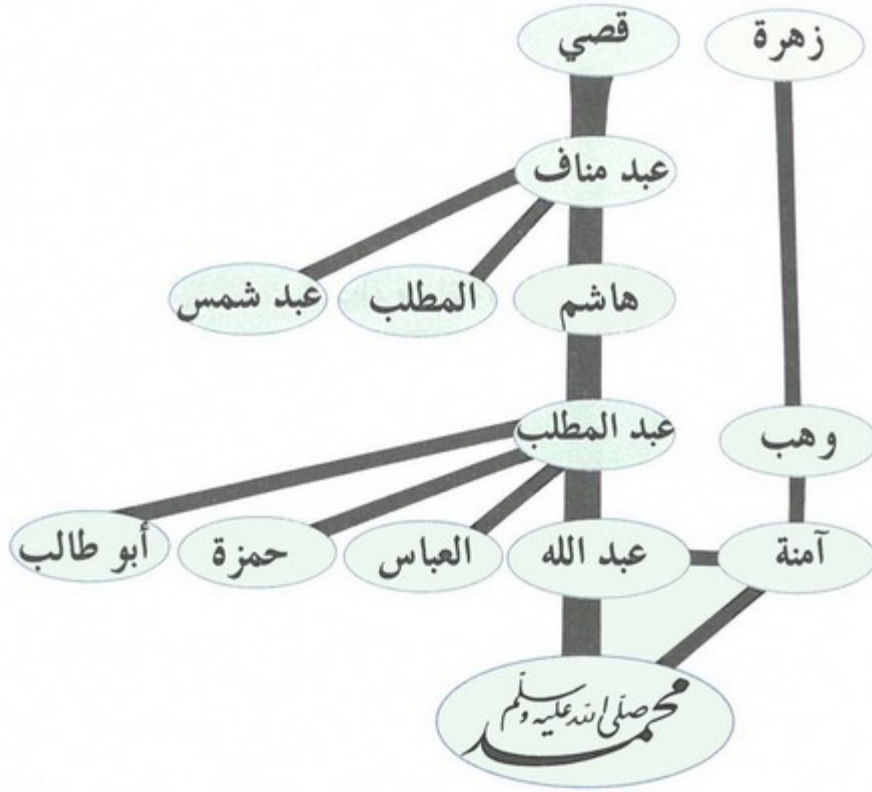 زهرة
قصي
عبد مناف
هاشم
المطلب
عبد شمس
وهب
عبد المطلب
آمنة
عبد الله
العباس
حمزة
أبو طالب
محمد صلى الله عليه وسلم